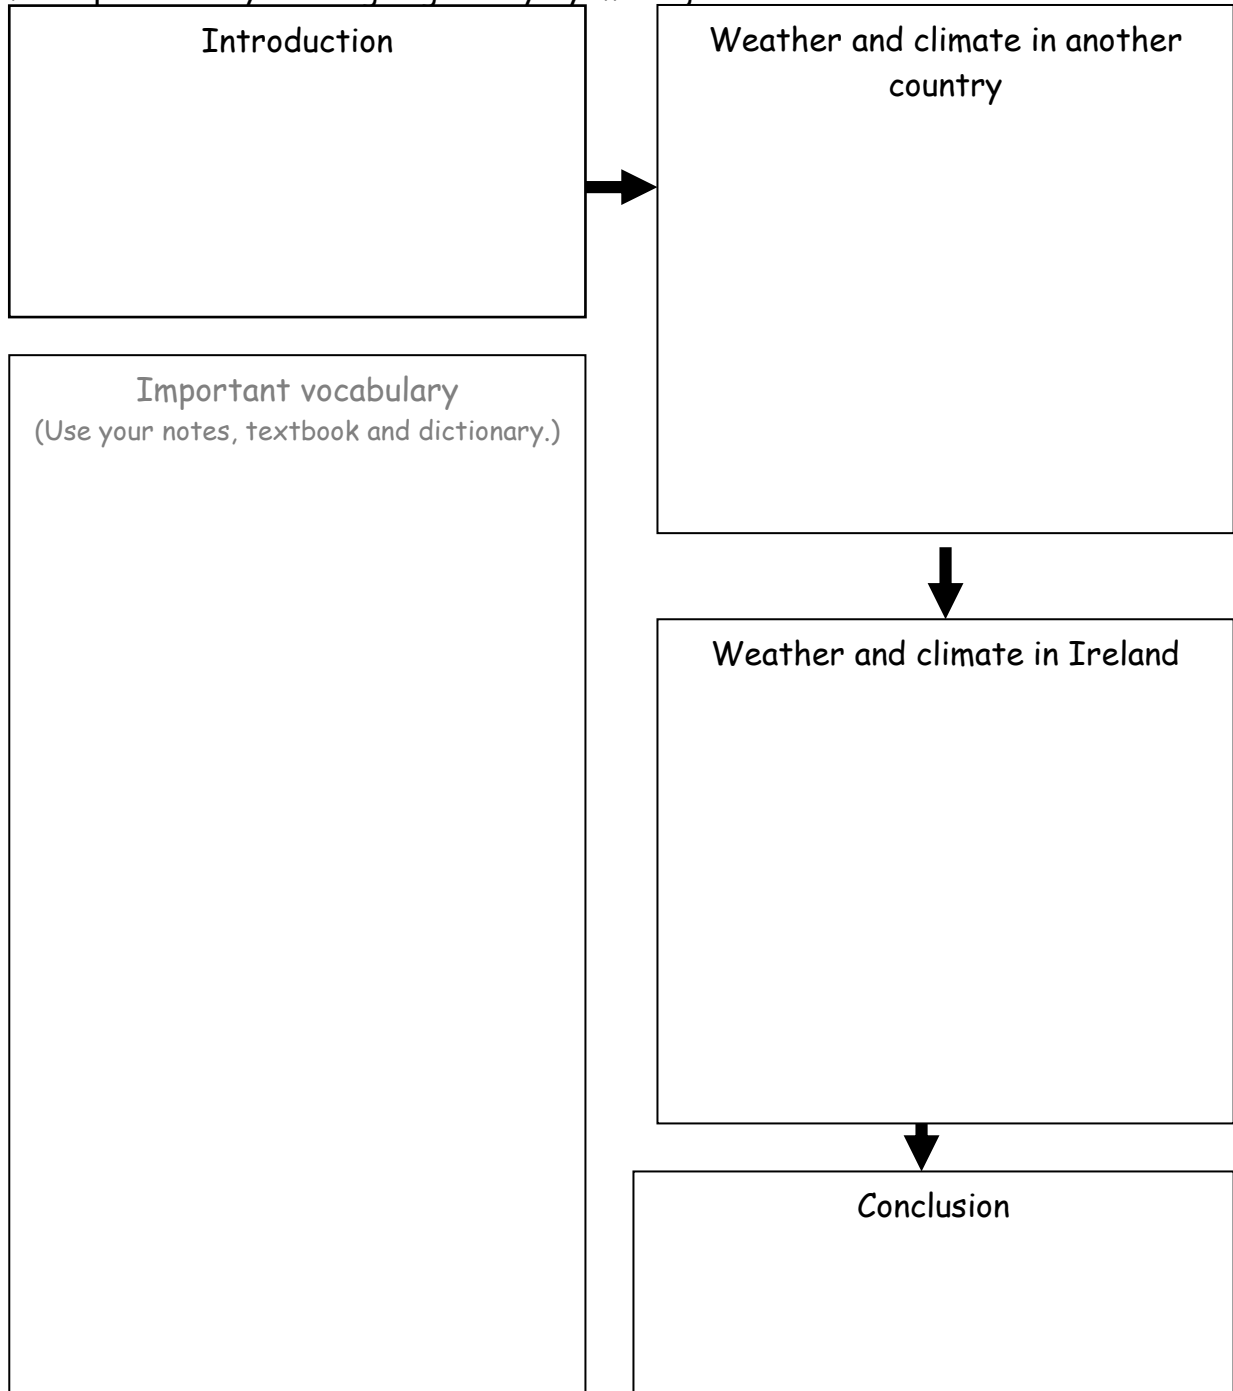 Introduction
Weather and climate in another
country
Important vocabulary
(Use your notes, textbook and dictionary.)
Weather and climate in Ireland
Conclusion